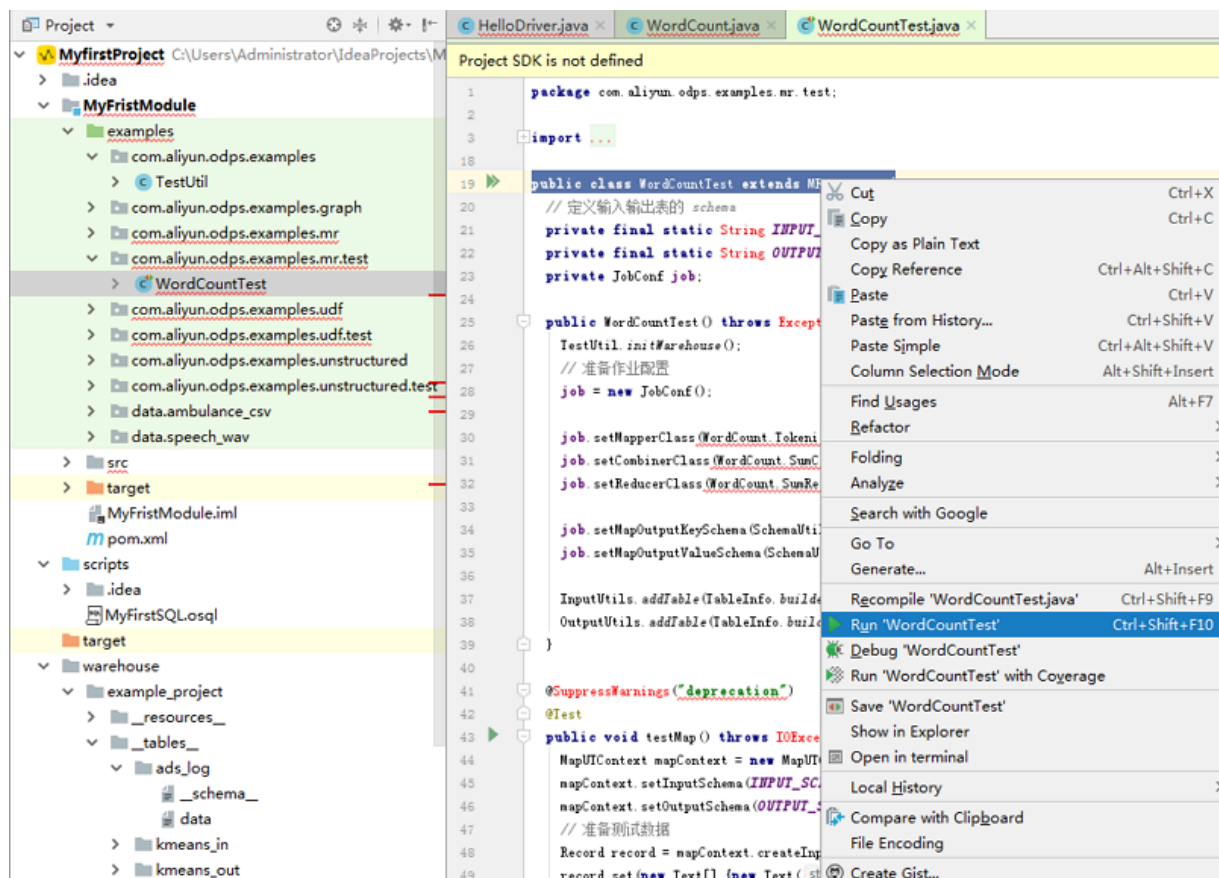 Project
MyfirstProject C:\Users\Administrator\IdeaProjects\M
.idea
MyFristModule
examples
com.aliyun.odps.examples
TestUtil
com.aliyun.odps.examples.graph
com.aliyun.odps.examples.mr
com.aliyun.odps.examples.mr.test
WordCountTest
com.aliyun.odps.examples.udf
com.aliyun.odps.examples.udf.test
com.aliyun.odps.examples.unstructured
com.aliyun.odps.examples.unstructured.test
data.ambulance_csv
data.speech_wav
src
target
MyFristModule.iml
pom.xml
scripts
.idea
MyFirstSQL.osql
target
warehouse
example_project
__resources__
__tables__
ads_log
__schema__
data
kmeans_in
kmeans_out
HelloDriver.java WordCount.java WordCountTest.java
Project SDK is not defined
1 package com.aliyun.odps.examples.mr.test;
2
3 import ...
18
19 public class WordCountTest extends MR
20 // 定义输入输出表的 schema
21 private final static String INPUT_
22 private final static String OUTPUT
23 private JobConf job;
24
25 public WordCountTest() throws Except
26 TestUtil.initWarehouse();
27 // 准备作业配置
28 job = new JobConf();
29
30 job.setMapperClass(WordCount.Tokeni
31 job.setCombinerClass(WordCount.SumC
32 job.setReducerClass(WordCount.SumRe
33
34 job.setMapOutputKeySchema(SchemaUti
35 job.setMapOutputValueSchema(SchemaU
36
37 InputUtils.addTable(TableInfo.builde
38 OutputUtils.addTable(TableInfo.build
39 }
40
41 @SuppressWarnings("deprecation")
42 @Test
43 public void testMap() throws IOExce
44 MapUTContext mapContext = new MapUT
45 mapContext.setInputSchema(INPUT_SC
46 mapContext.setOutputSchema(OUTPUT_S
47 // 准备测试数据
48 Record record = mapContext.createInp
49 record.set(new Text[] {new Text( st
Cut Ctrl+X
Copy Ctrl+C
Copy as Plain Text
Copy Reference Ctrl+Alt+Shift+C
Paste Ctrl+V
Paste from History... Ctrl+Shift+V
Paste Simple Ctrl+Alt+Shift+V
Column Selection Mode Alt+Shift+Insert
Find Usages Alt+F7
Refactor
Folding
Analyze
Search with Google
Go To
Generate... Alt+Insert
Recompile 'WordCountTest.java' Ctrl+Shift+F9
Run 'WordCountTest' Ctrl+Shift+F10
Debug 'WordCountTest'
Run 'WordCountTest' with Coverage
Save 'WordCountTest'
Show in Explorer
Open in terminal
Local History
Compare with Clipboard
File Encoding
Create Gist...